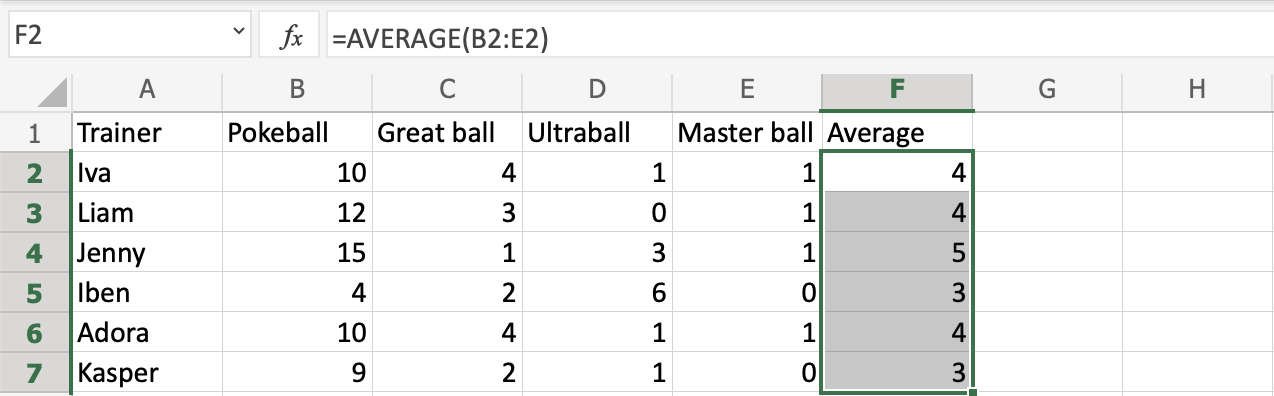 F2 fx =AVERAGE(B2:E2)
A B C D E F G H
1 Trainer Pokeball Great ball Ultraball Master ball Average
2 Iva 10 4 1 1 4
3 Liam 12 3 0 1 4
4 Jenny 15 1 3 1 5
5 Iben 4 2 6 0 3
6 Adora 10 4 1 1 4
7 Kasper 9 2 1 0 3